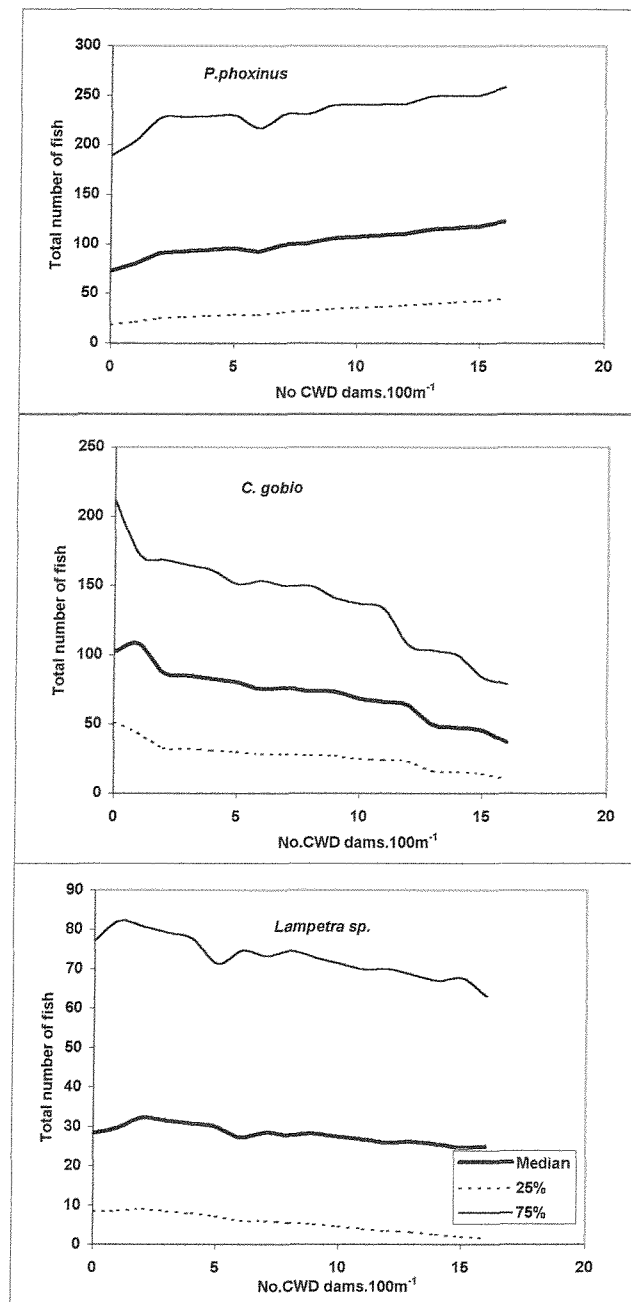 300
250
200
150
100
50
0
Total number of fish
P.phoxinus
0 5 10 15 20
No CWD dams.100m⁻¹
250
200
150
100
50
0
Total number of fish
C. gobio
0 5 10 15 20
No.CWD dams.100m⁻¹
90
80
70
60
50
40
30
20
10
0
Total number of fish
Lampetra sp.
Median
25%
75%
0 5 10 15 20
No.CWD dams.100m⁻¹